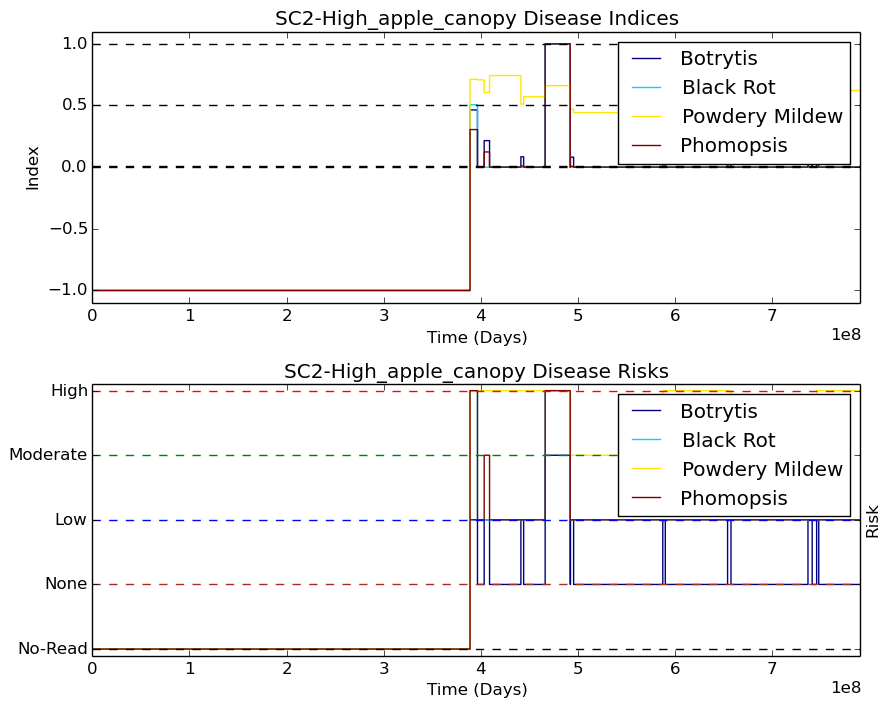 SC2-High_apple_canopy Disease Indices
1.0
0.5
0.0
−0.5
−1.0
Index
Botrytis
Black Rot
Powdery Mildew
Phomopsis
0 1 2 3 4 5 6 7
1e8
Time (Days)
SC2-High_apple_canopy Disease Risks
High
Moderate
Low
None
No-Read
Risk
Botrytis
Black Rot
Powdery Mildew
Phomopsis
0 1 2 3 4 5 6 7
1e8
Time (Days)